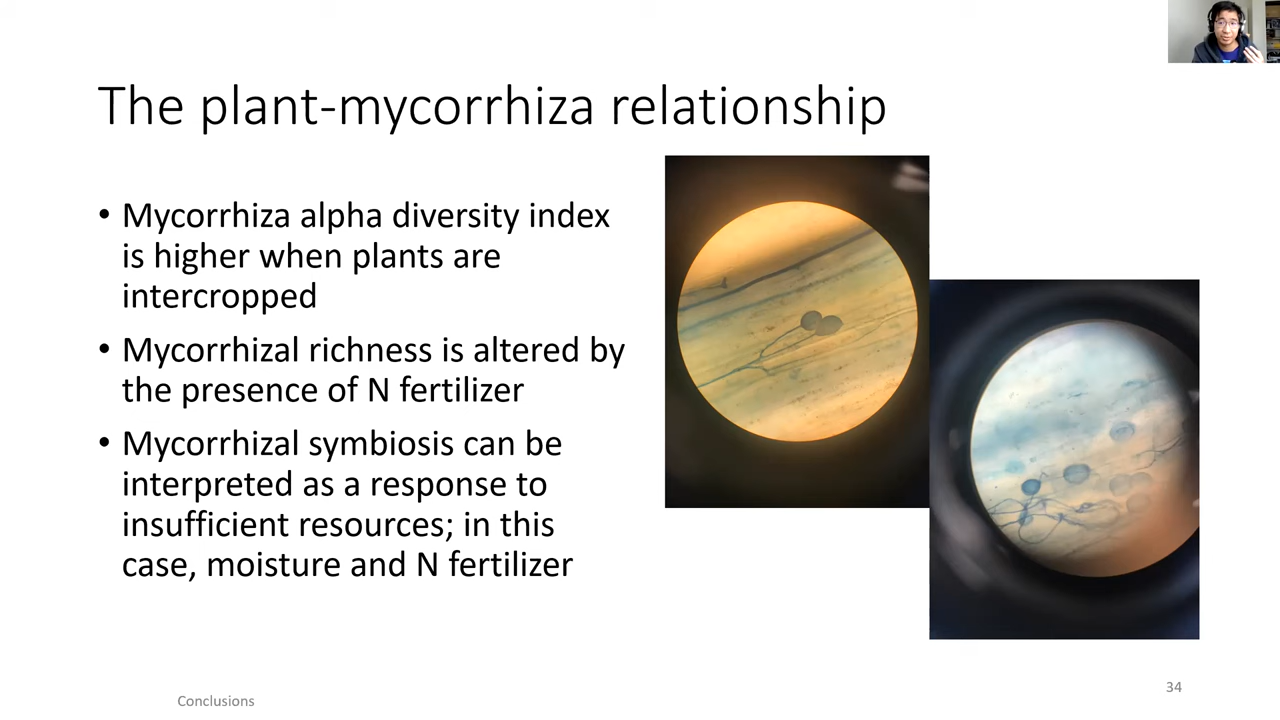 The plant-mycorrhiza relationship
• Mycorrhiza alpha diversity index
is higher when plants are
intercropped
• Mycorrhizal richness is altered by
the presence of N fertilizer
• Mycorrhizal symbiosis can be
interpreted as a response to
insufficient resources; in this
case, moisture and N fertilizer
Conclusions
34